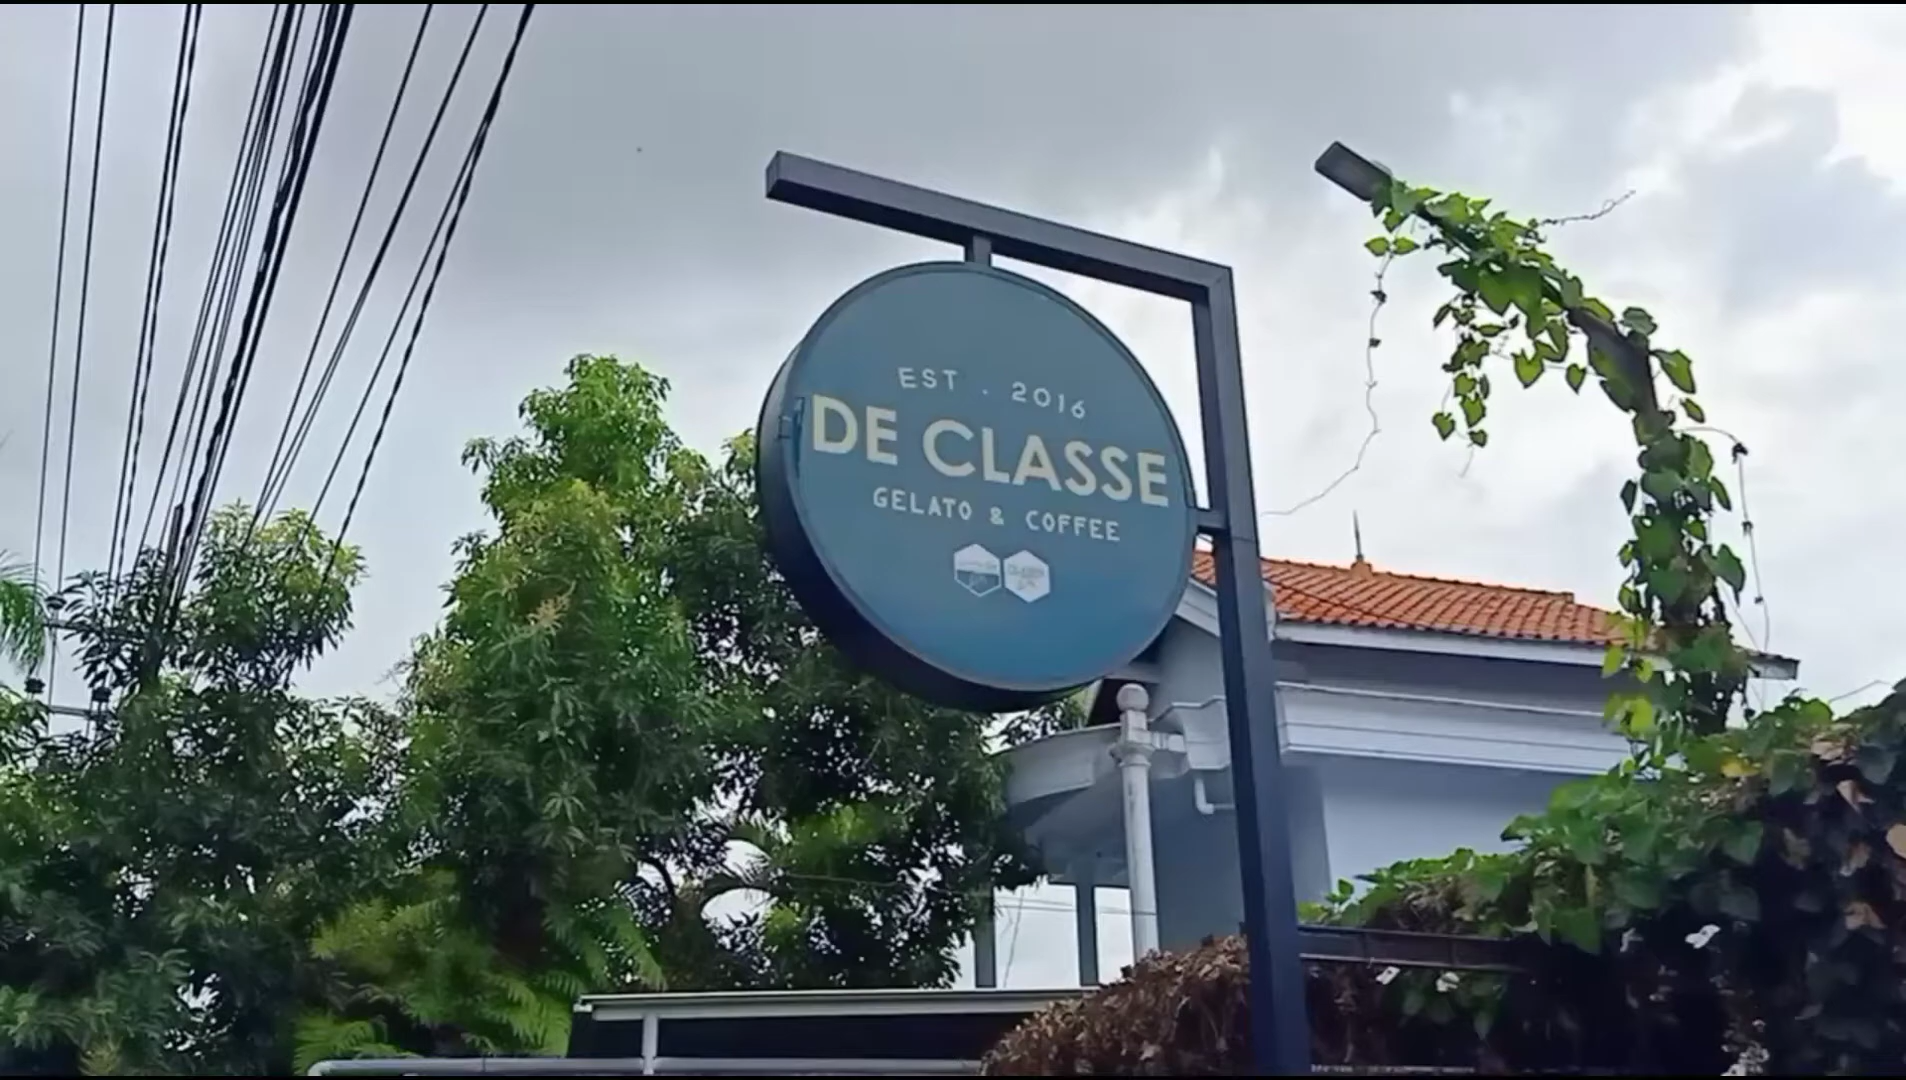 EST . 2016
DE CLASSE
GELATO & COFFEE